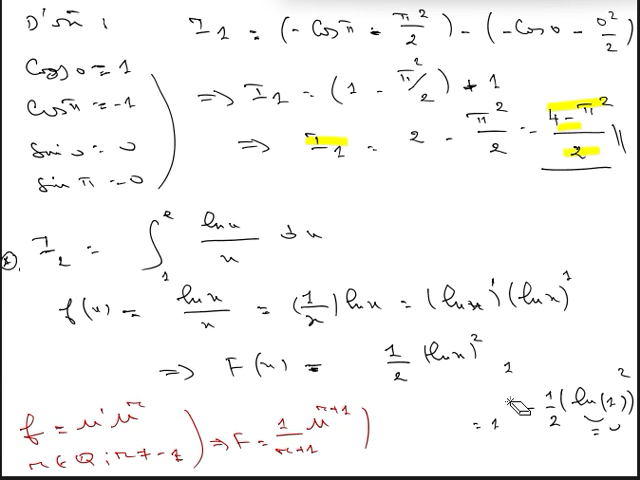 D'où :
I1 = (-cos π - π²/2) - (-cos 0 - 0²/2)
cos 0 = 1
⇒ I1 = (1 - π²/2) + 1
cos π = -1
⇒ I1 = 2 - π²/2 = 4 - π²/2 //
sin 0 = 0
sin π = 0
I2 = ∫₁ᵉ ln x / x dx
f(x) = ln x / x = (1/x) ln x = (ln x)' (ln x)¹
⇒ F(x) = 1/2 (ln x)²
f = u' uⁿ
n ∈ Q ; n ≠ -1
⇒ F = 1/n+1 uⁿ⁺¹
1/2 (ln(1))²
= 0
= 1